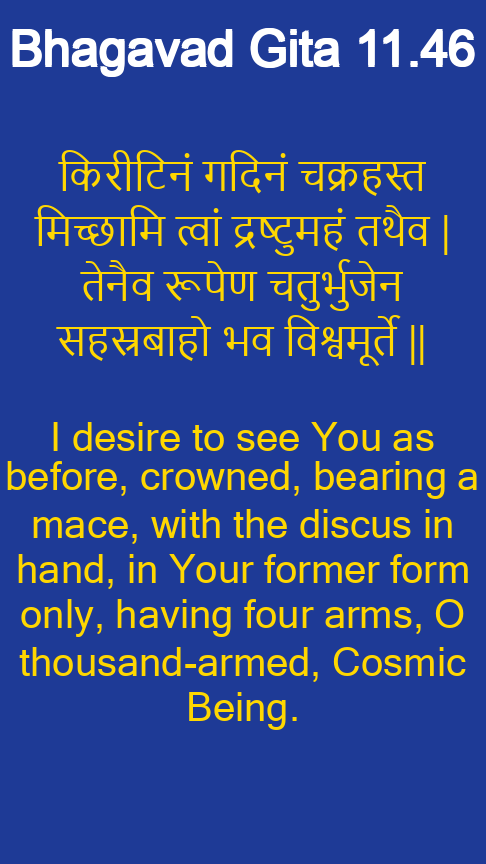 Bhagavad Gita 11.46
किरीटिनं गदिनं चक्रहस्त
मिच्छामि त्वां द्रष्टुमहं तथैव |
तेनैव रूपेण चतुर्भुजेन
सहस्रबाहो भव विश्वमूर्ते ||
I desire to see You as
before, crowned, bearing a
mace, with the discus in
hand, in Your former form
only, having four arms, O
thousand-armed, Cosmic
Being.